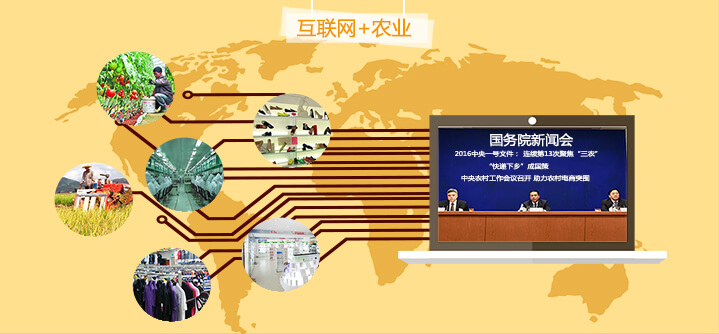 互联网+农业
国务院新闻会
2016中央一号文件： 连续第13次聚焦“三农”
“快递下乡”成国策
中央农村工作会议召开 助力农村电商突围